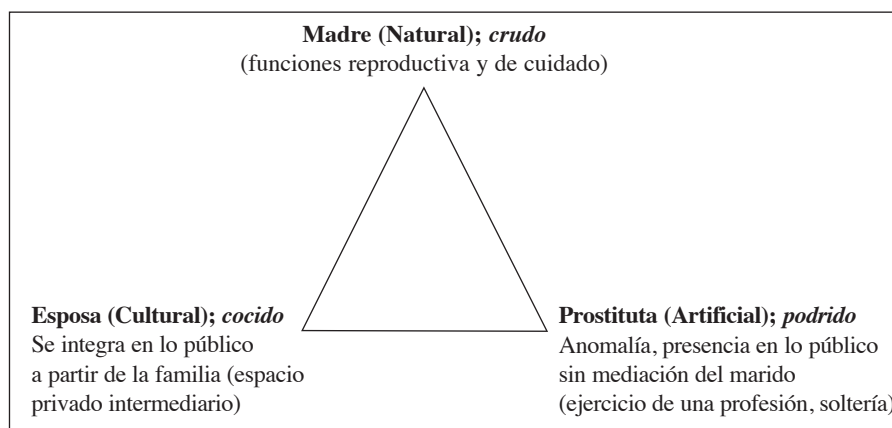 Madre (Natural); crudo
(funciones reproductiva y de cuidado)
Esposa (Cultural); cocido
Se integra en lo público
a partir de la familia (espacio
privado intermediario)
Prostituta (Artificial); podrido
Anomalía, presencia en lo público
sin mediación del marido
(ejercicio de una profesión, soltería)